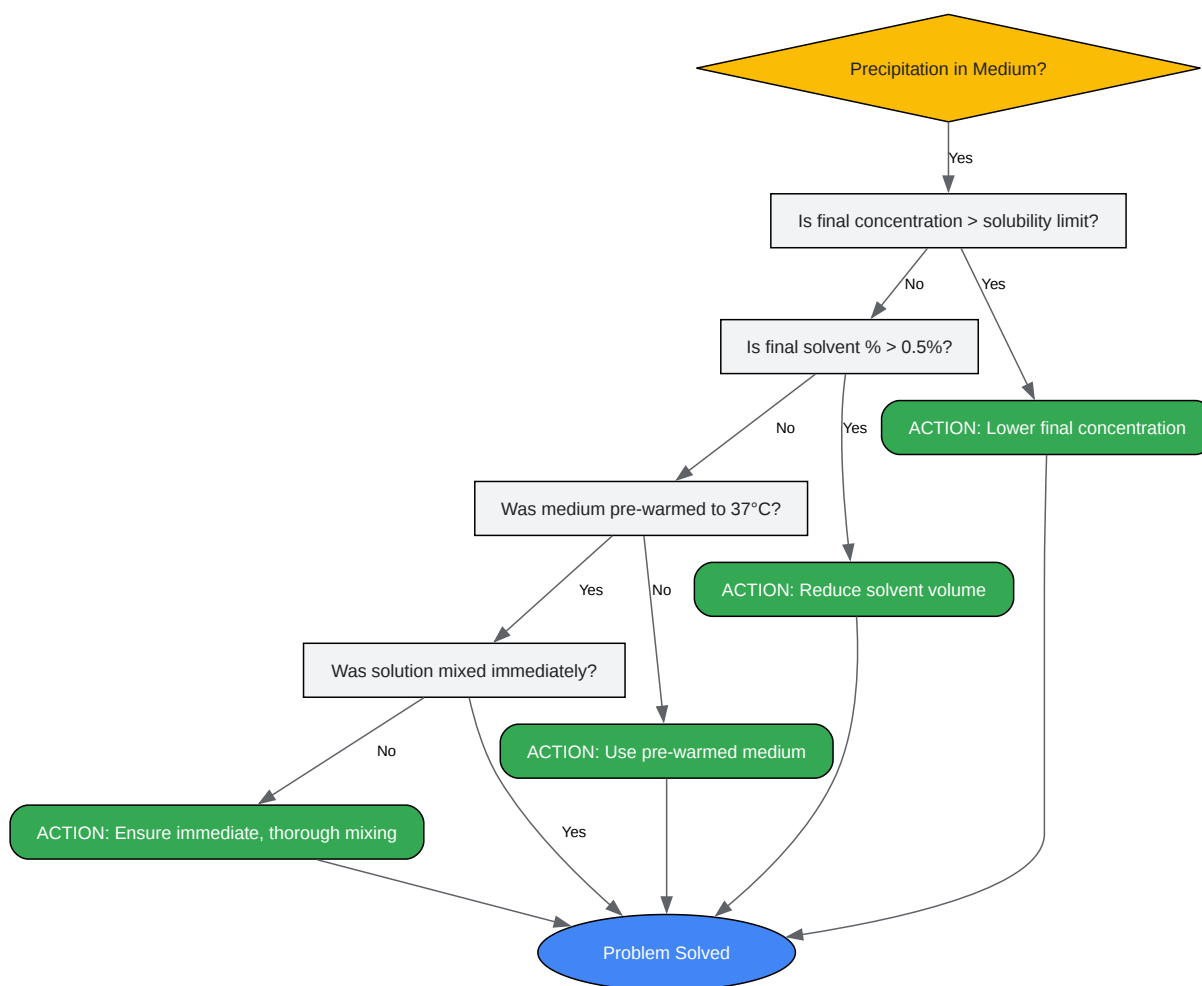 Precipitation in Medium?
Yes
Is final concentration > solubility limit?
No
Yes
Is final solvent % > 0.5%?
No
Yes
ACTION: Lower final concentration
Was medium pre-warmed to 37°C?
Yes
No
ACTION: Reduce solvent volume
Was solution mixed immediately?
No
ACTION: Use pre-warmed medium
Yes
ACTION: Ensure immediate, thorough mixing
Problem Solved